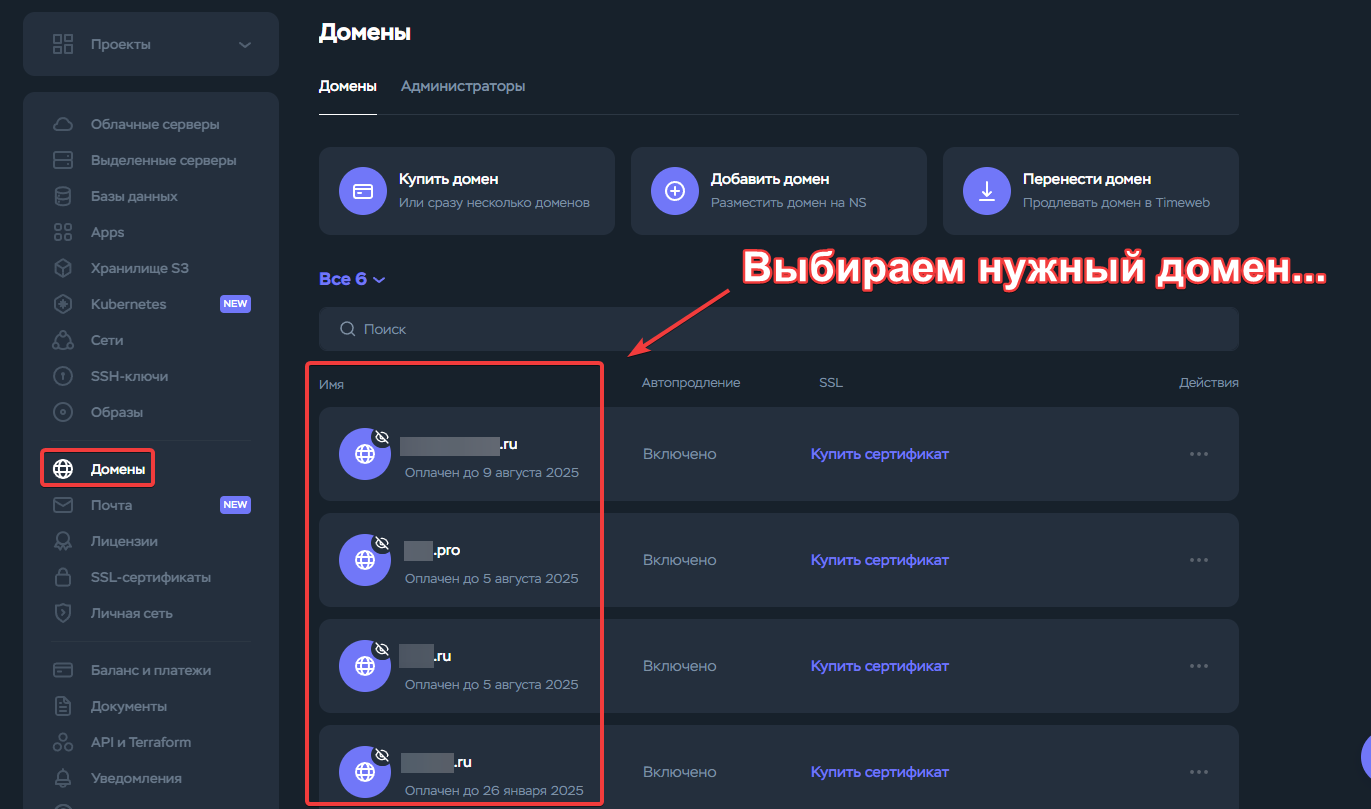 Проекты
Облачные серверы
Выделенные серверы
Базы данных
Apps
Хранилище S3
Kubernetes NEW
Сети
SSH-ключи
Образы
Домены
Почта NEW
Лицензии
SSL-сертификаты
Личная сеть
Баланс и платежи
Документы
API и Terraform
Уведомления
Домены
Домены Администраторы
Купить домен
Или сразу несколько доменов
Добавить домен
Разместить домен на NS
Перенести домен
Продлевать домен в Timeweb
Выбираем нужный домен...
Все 6
Поиск
Имя Автопродление SSL Действия
.ru
Оплачен до 9 августа 2025
Включено Купить сертификат
.pro
Оплачен до 5 августа 2025
Включено Купить сертификат
.ru
Оплачен до 5 августа 2025
Включено Купить сертификат
.ru
Оплачен до 26 января 2025
Включено Купить сертификат